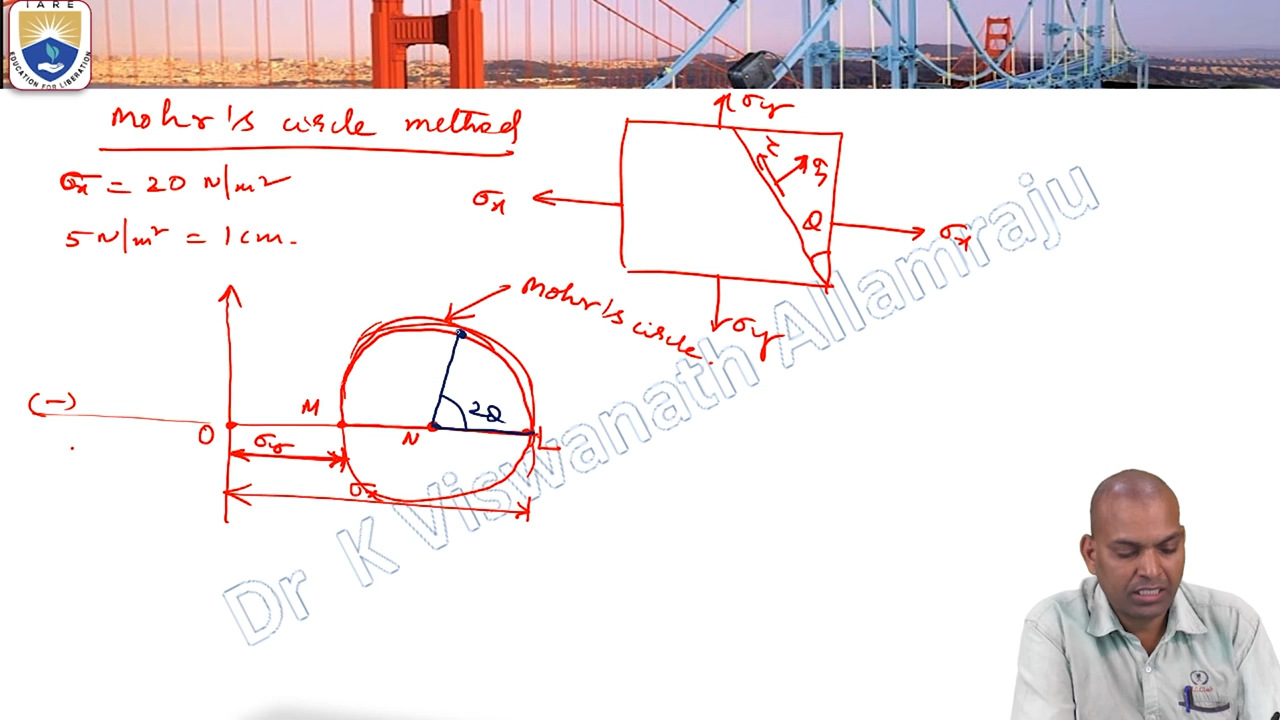 IARE
EDUCATION FOR LIBERATION
Mohr's circle method
σx = 20 N/m²
5 N/m² = 1 cm.
σy
τ
σx
θ
σx
σy
Mohr's circle.
(-)
O
M
N
2θ
L
σy
σx
Dr K Viswanath Allamraju